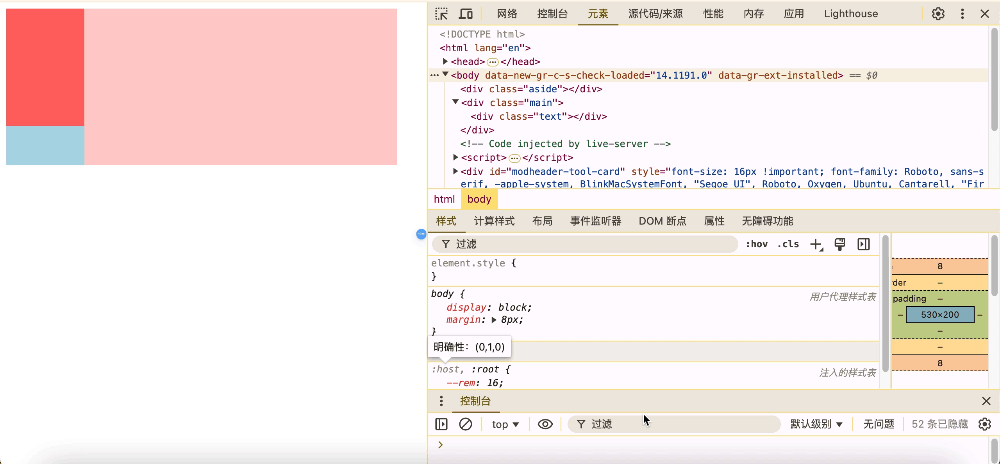 网络 控制台 元素 源代码/来源 性能 内存 应用 Lighthouse
<!DOCTYPE html>
<html lang="en">
<head> … </head>
<body data-new-gr-c-s-check-loaded="14.1191.0" data-gr-ext-installed> == $0
<div class="aside"></div>
<div class="main">
<div class="text"></div>
</div>
<!-- Code injected by live-server -->
<script> … </script>
<div id="modheader-tool-card" style="font-size: 16px !important; font-family: Roboto, sans-s
erif, -apple-system, BlinkMacSystemFont, "Segoe UI", Roboto, Oxygen, Ubuntu, Cantarell, "Fir
html body
样式 计算样式 布局 事件监听器 DOM 断点 属性 无障碍功能
过滤 :hov .cls
element.style {
}
body { 用户代理样式表
display: block;
margin: 8px;
}
明确性: (0,1,0)
:host, :root { 注入的样式表
--rem: 16;
8
rder –
padding –
– 530×200 –
–
–
8
控制台
top 过滤 默认级别 无问题 52 条已隐藏